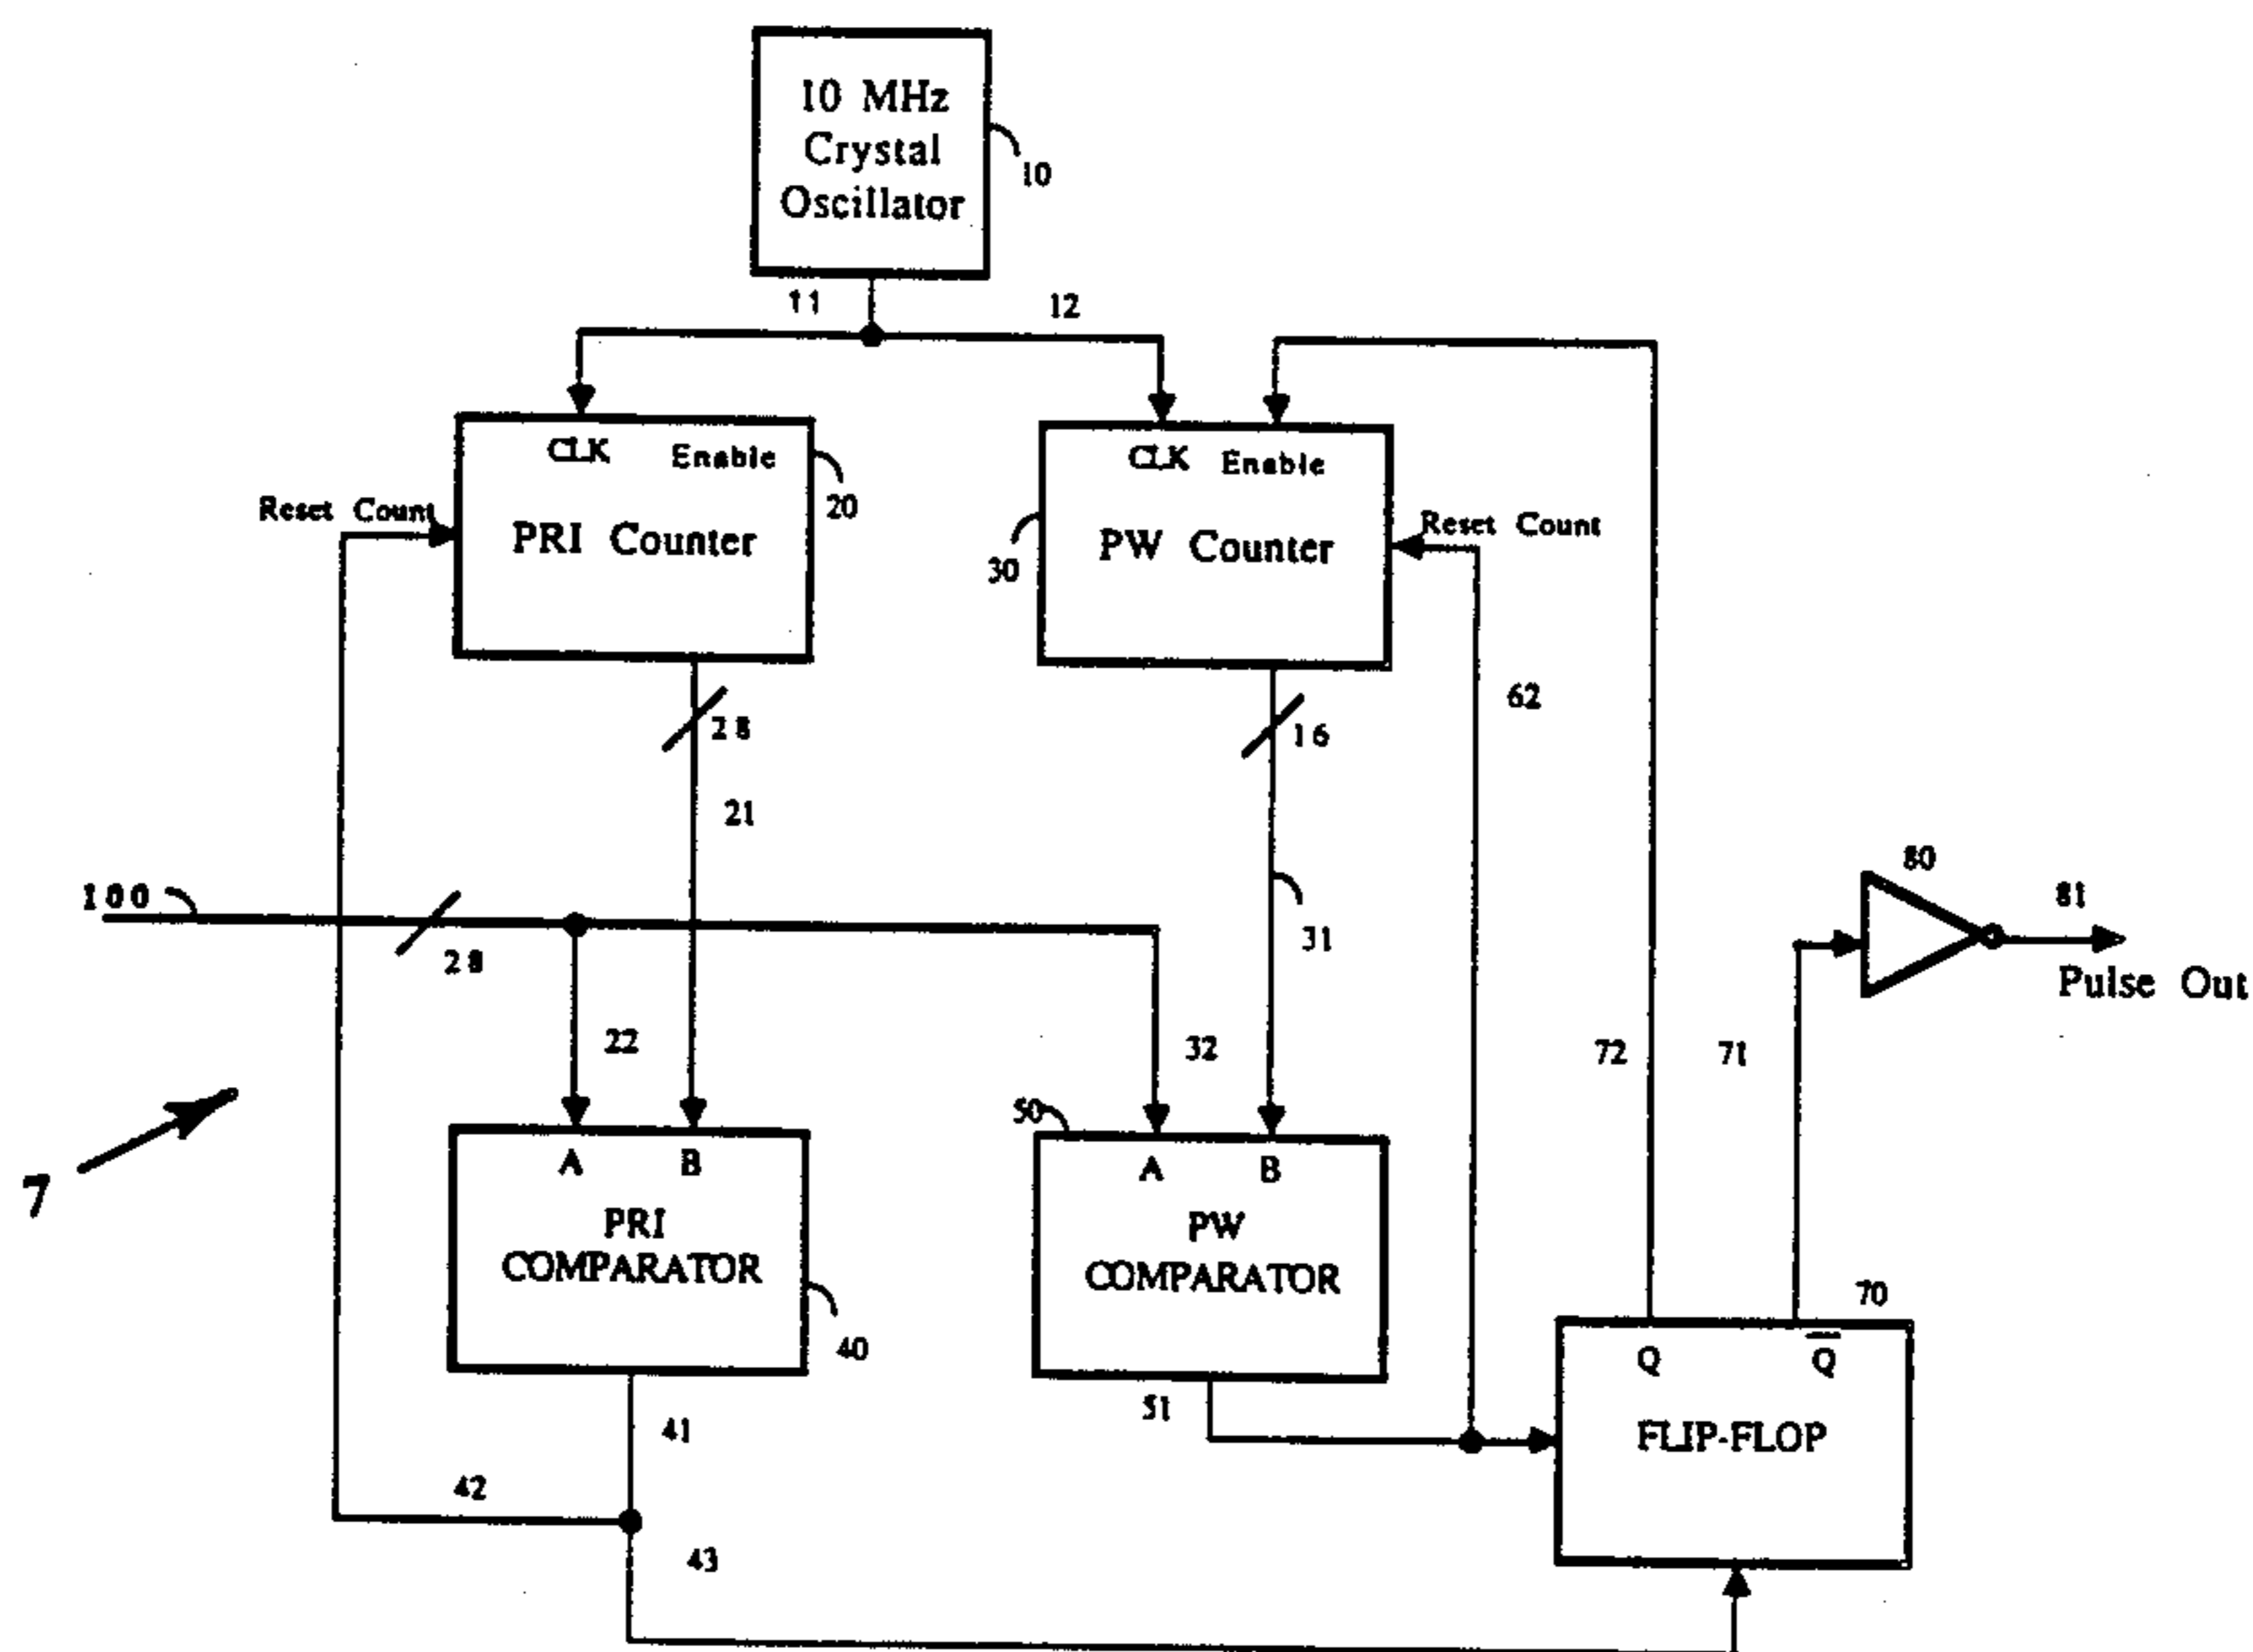 10 MHz
Crystal
Oscillator
10
11
12
CLK Enable
20
Reset Count
PRI Counter
CLK Enable
Reset Count
30
PW Counter
28
16
62
21
100
28
31
80
81
Pulse Out
22
32
72
71
7
50
A B
PRI
COMPARATOR
40
A B
PW
COMPARATOR
51
70
Q Q̅
FLIP-FLOP
41
42
43